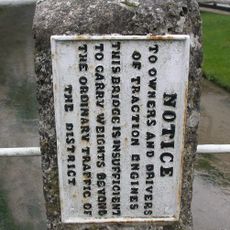 NOTICE
TO OWNERS AND DRIVERS
OF TRACTION ENGINES
THIS BRIDGE IS INSUFFICIENT
TO CARRY WEIGHTS BEYOND
THE ORDINARY TRAFFIC OF
THE DISTRICT